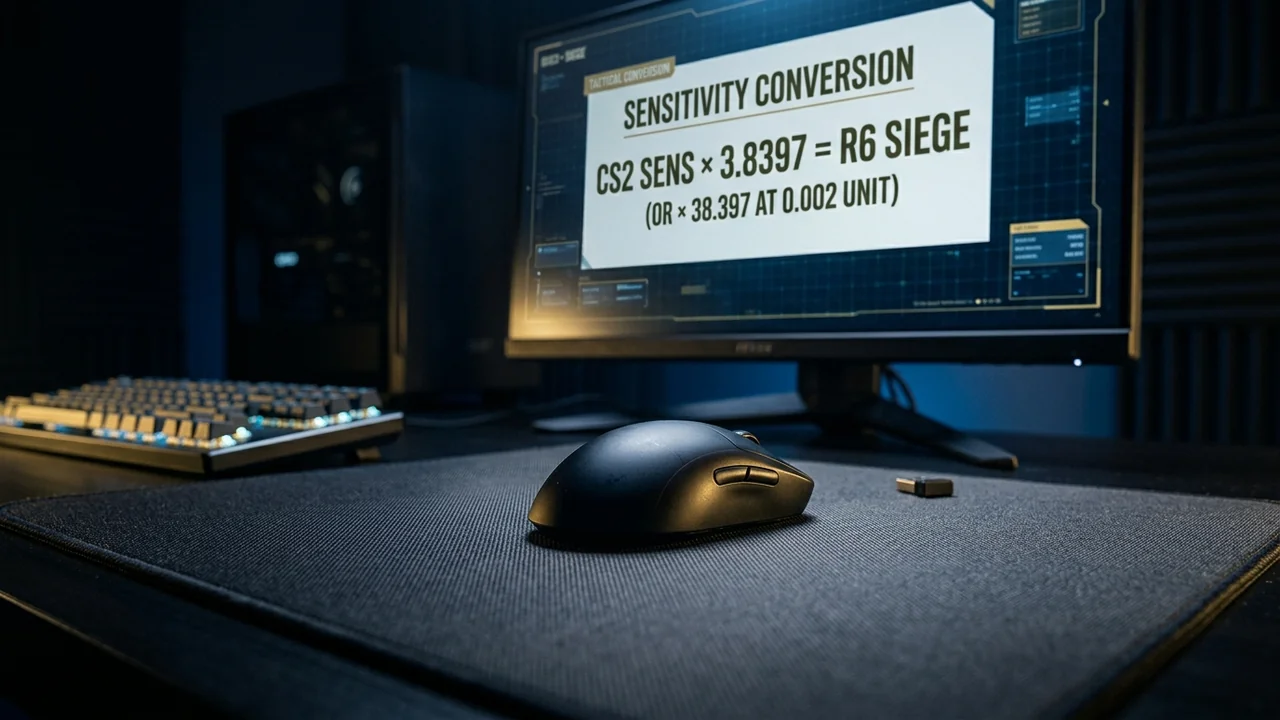 TACTICAL CONVERSION
SENSITIVITY CONVERSION
CS2 SENS × 3.8397 = R6 SIEGE
(OR × 38.397 AT 0.002 UNIT)